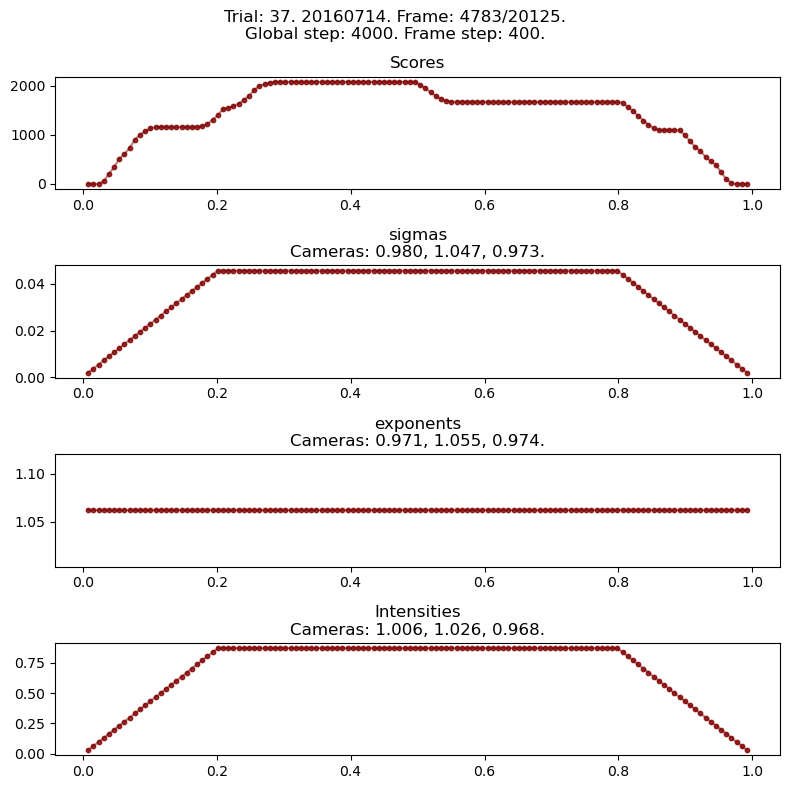 Trial: 37. 20160714. Frame: 4783/20125.
Global step: 4000. Frame step: 400.
Scores
2000
1000
0
0.0 0.2 0.4 0.6 0.8 1.0
sigmas
Cameras: 0.980, 1.047, 0.973.
0.04
0.02
0.00
0.0 0.2 0.4 0.6 0.8 1.0
exponents
Cameras: 0.971, 1.055, 0.974.
1.10
1.05
0.0 0.2 0.4 0.6 0.8 1.0
Intensities
Cameras: 1.006, 1.026, 0.968.
0.75
0.50
0.25
0.00
0.0 0.2 0.4 0.6 0.8 1.0